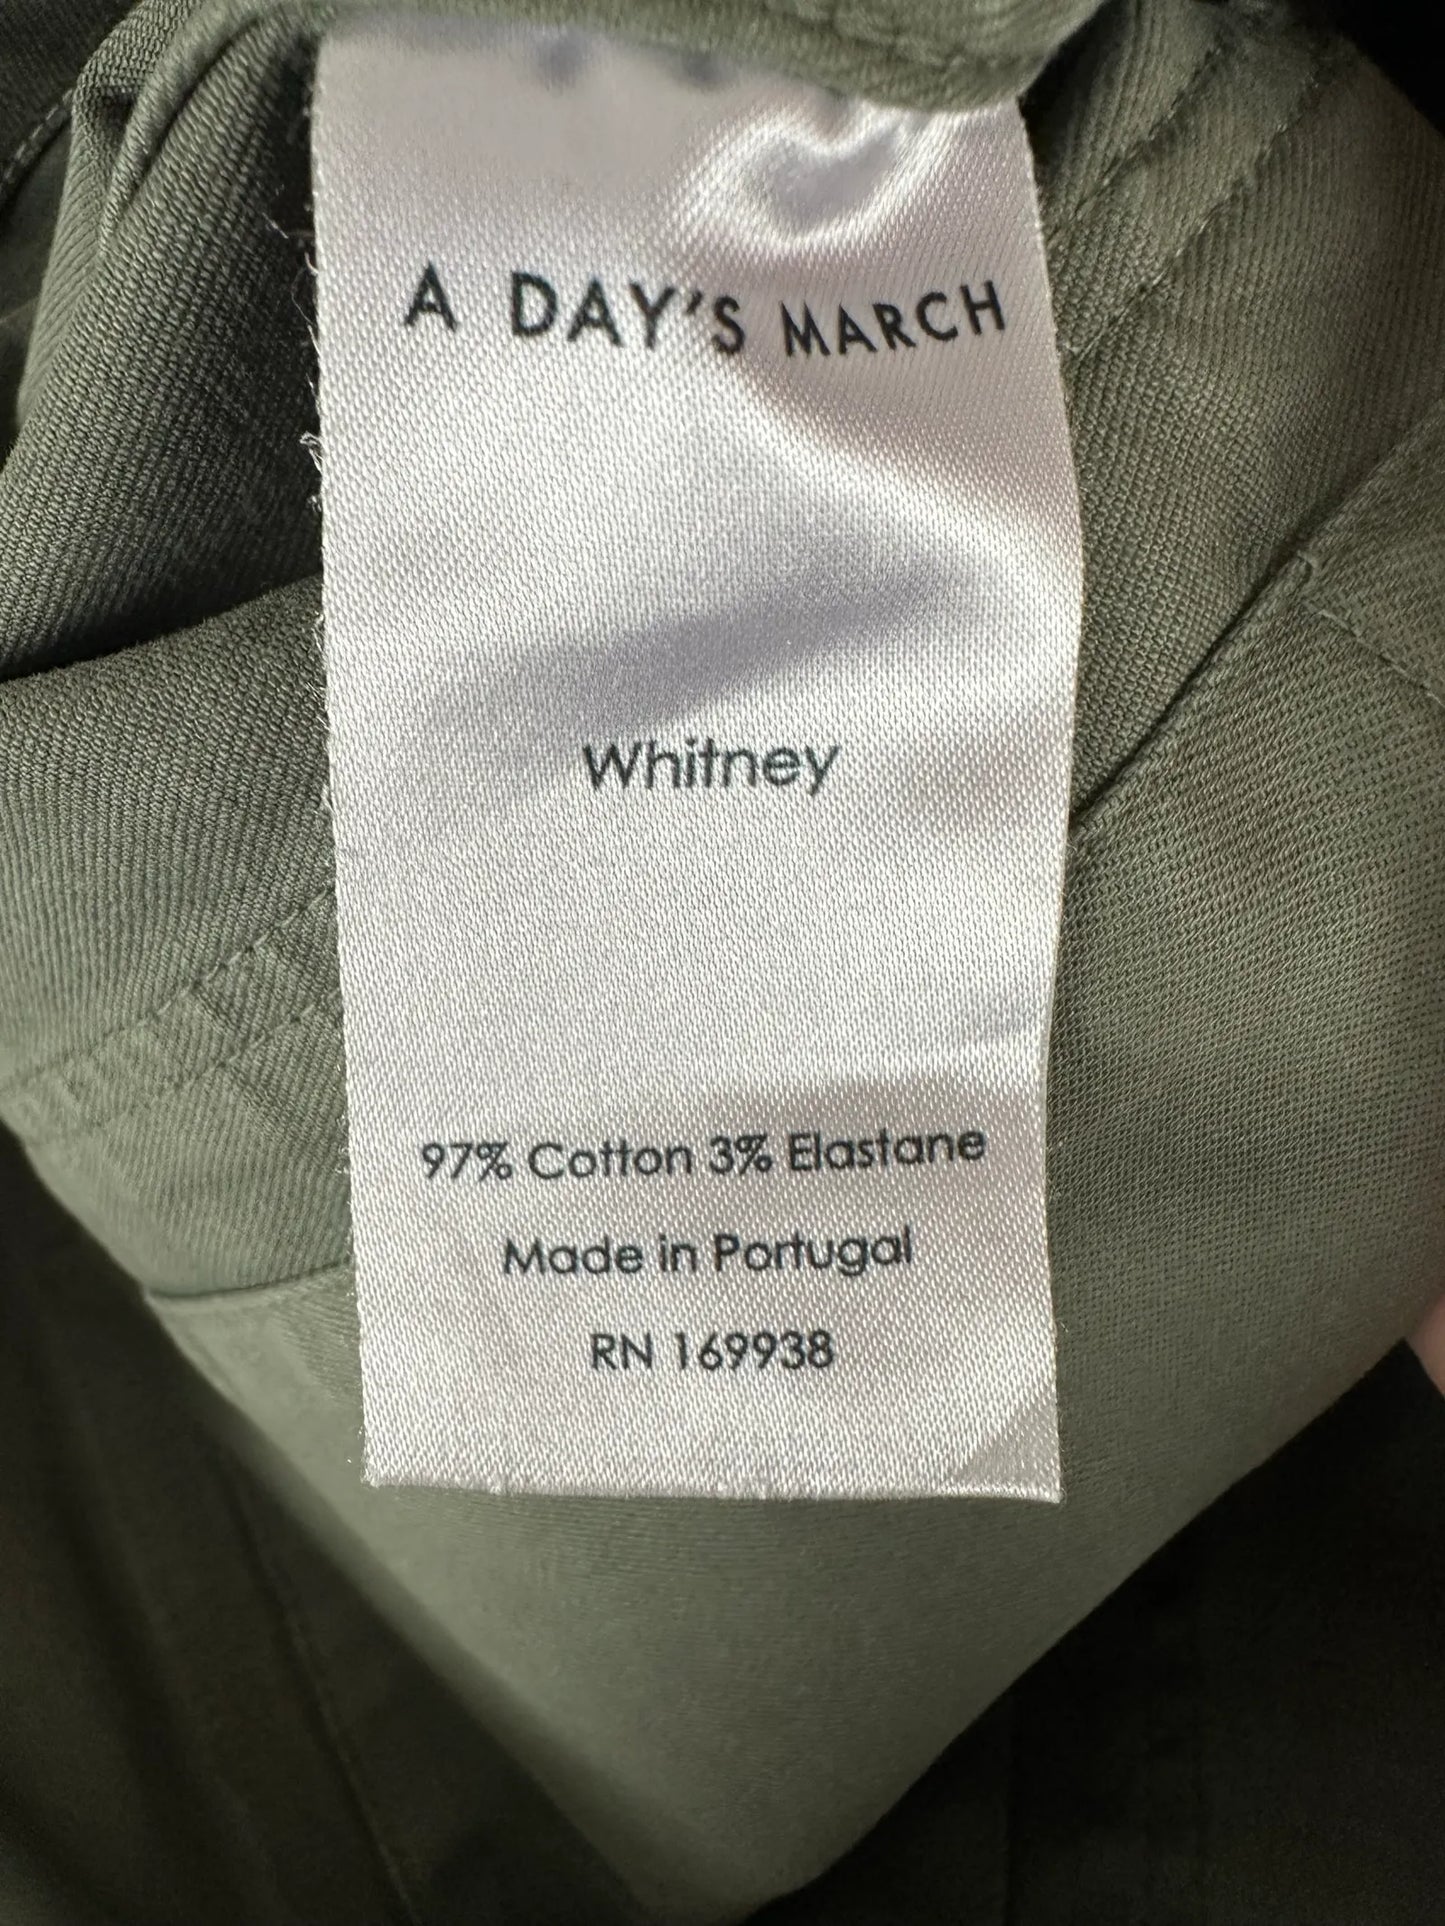 A DAY'S MARCH
Whitney
97% Cotton 3% Elastane
Made in Portugal
RN 169938